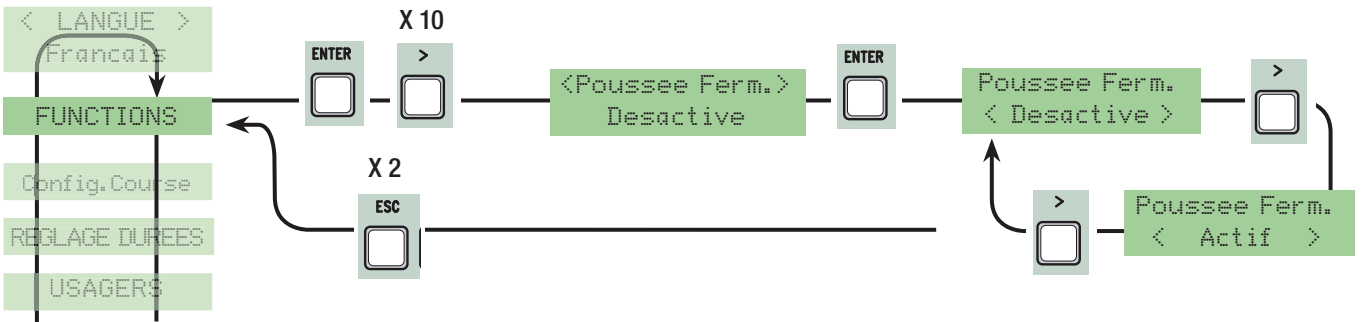 < LANGUE >
Francais
FUNCTIONS
Config.Course
REGLAGE DUREES
USAGERS
ENTER
X 10
>
<Poussee Ferm.>
Desactive
ENTER
Poussee Ferm.
< Desactive >
>
Poussee Ferm.
< Actif >
>
X 2
ESC